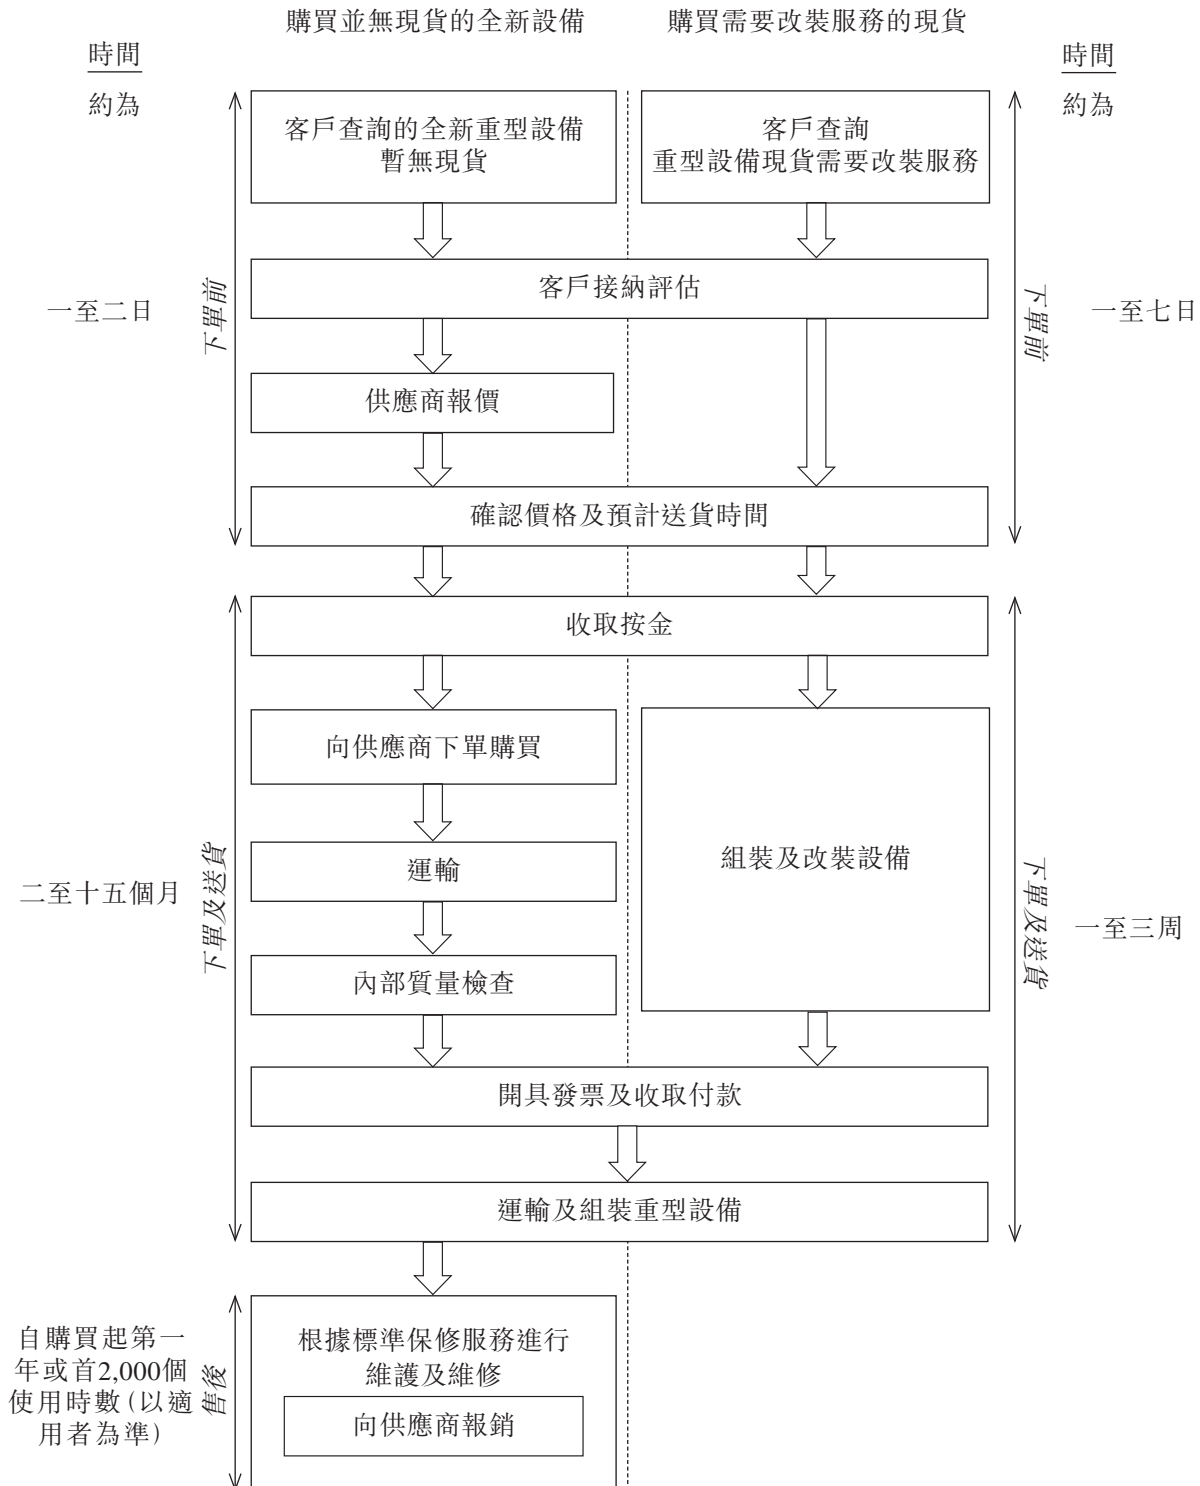 購買並無現貨的全新設備
購買需要改裝服務的現貨
時間
時間
約為
約為
客戶查詢的全新重型設備
暫無現貨
客戶查詢
重型設備現貨需要改裝服務
客戶接納評估
一至二日
下單前
下單前
一至七日
供應商報價
確認價格及預計送貨時間
收取按金
向供應商下單購買
運輸
組裝及改裝設備
二至十五個月
下單及送貨
下單及送貨
一至三周
內部質量檢查
開具發票及收取付款
運輸及組裝重型設備
自購買起第一
年或首2,000個
使用時數(以適
用者為準)
售後
根據標準保修服務進行
維護及維修
向供應商報銷